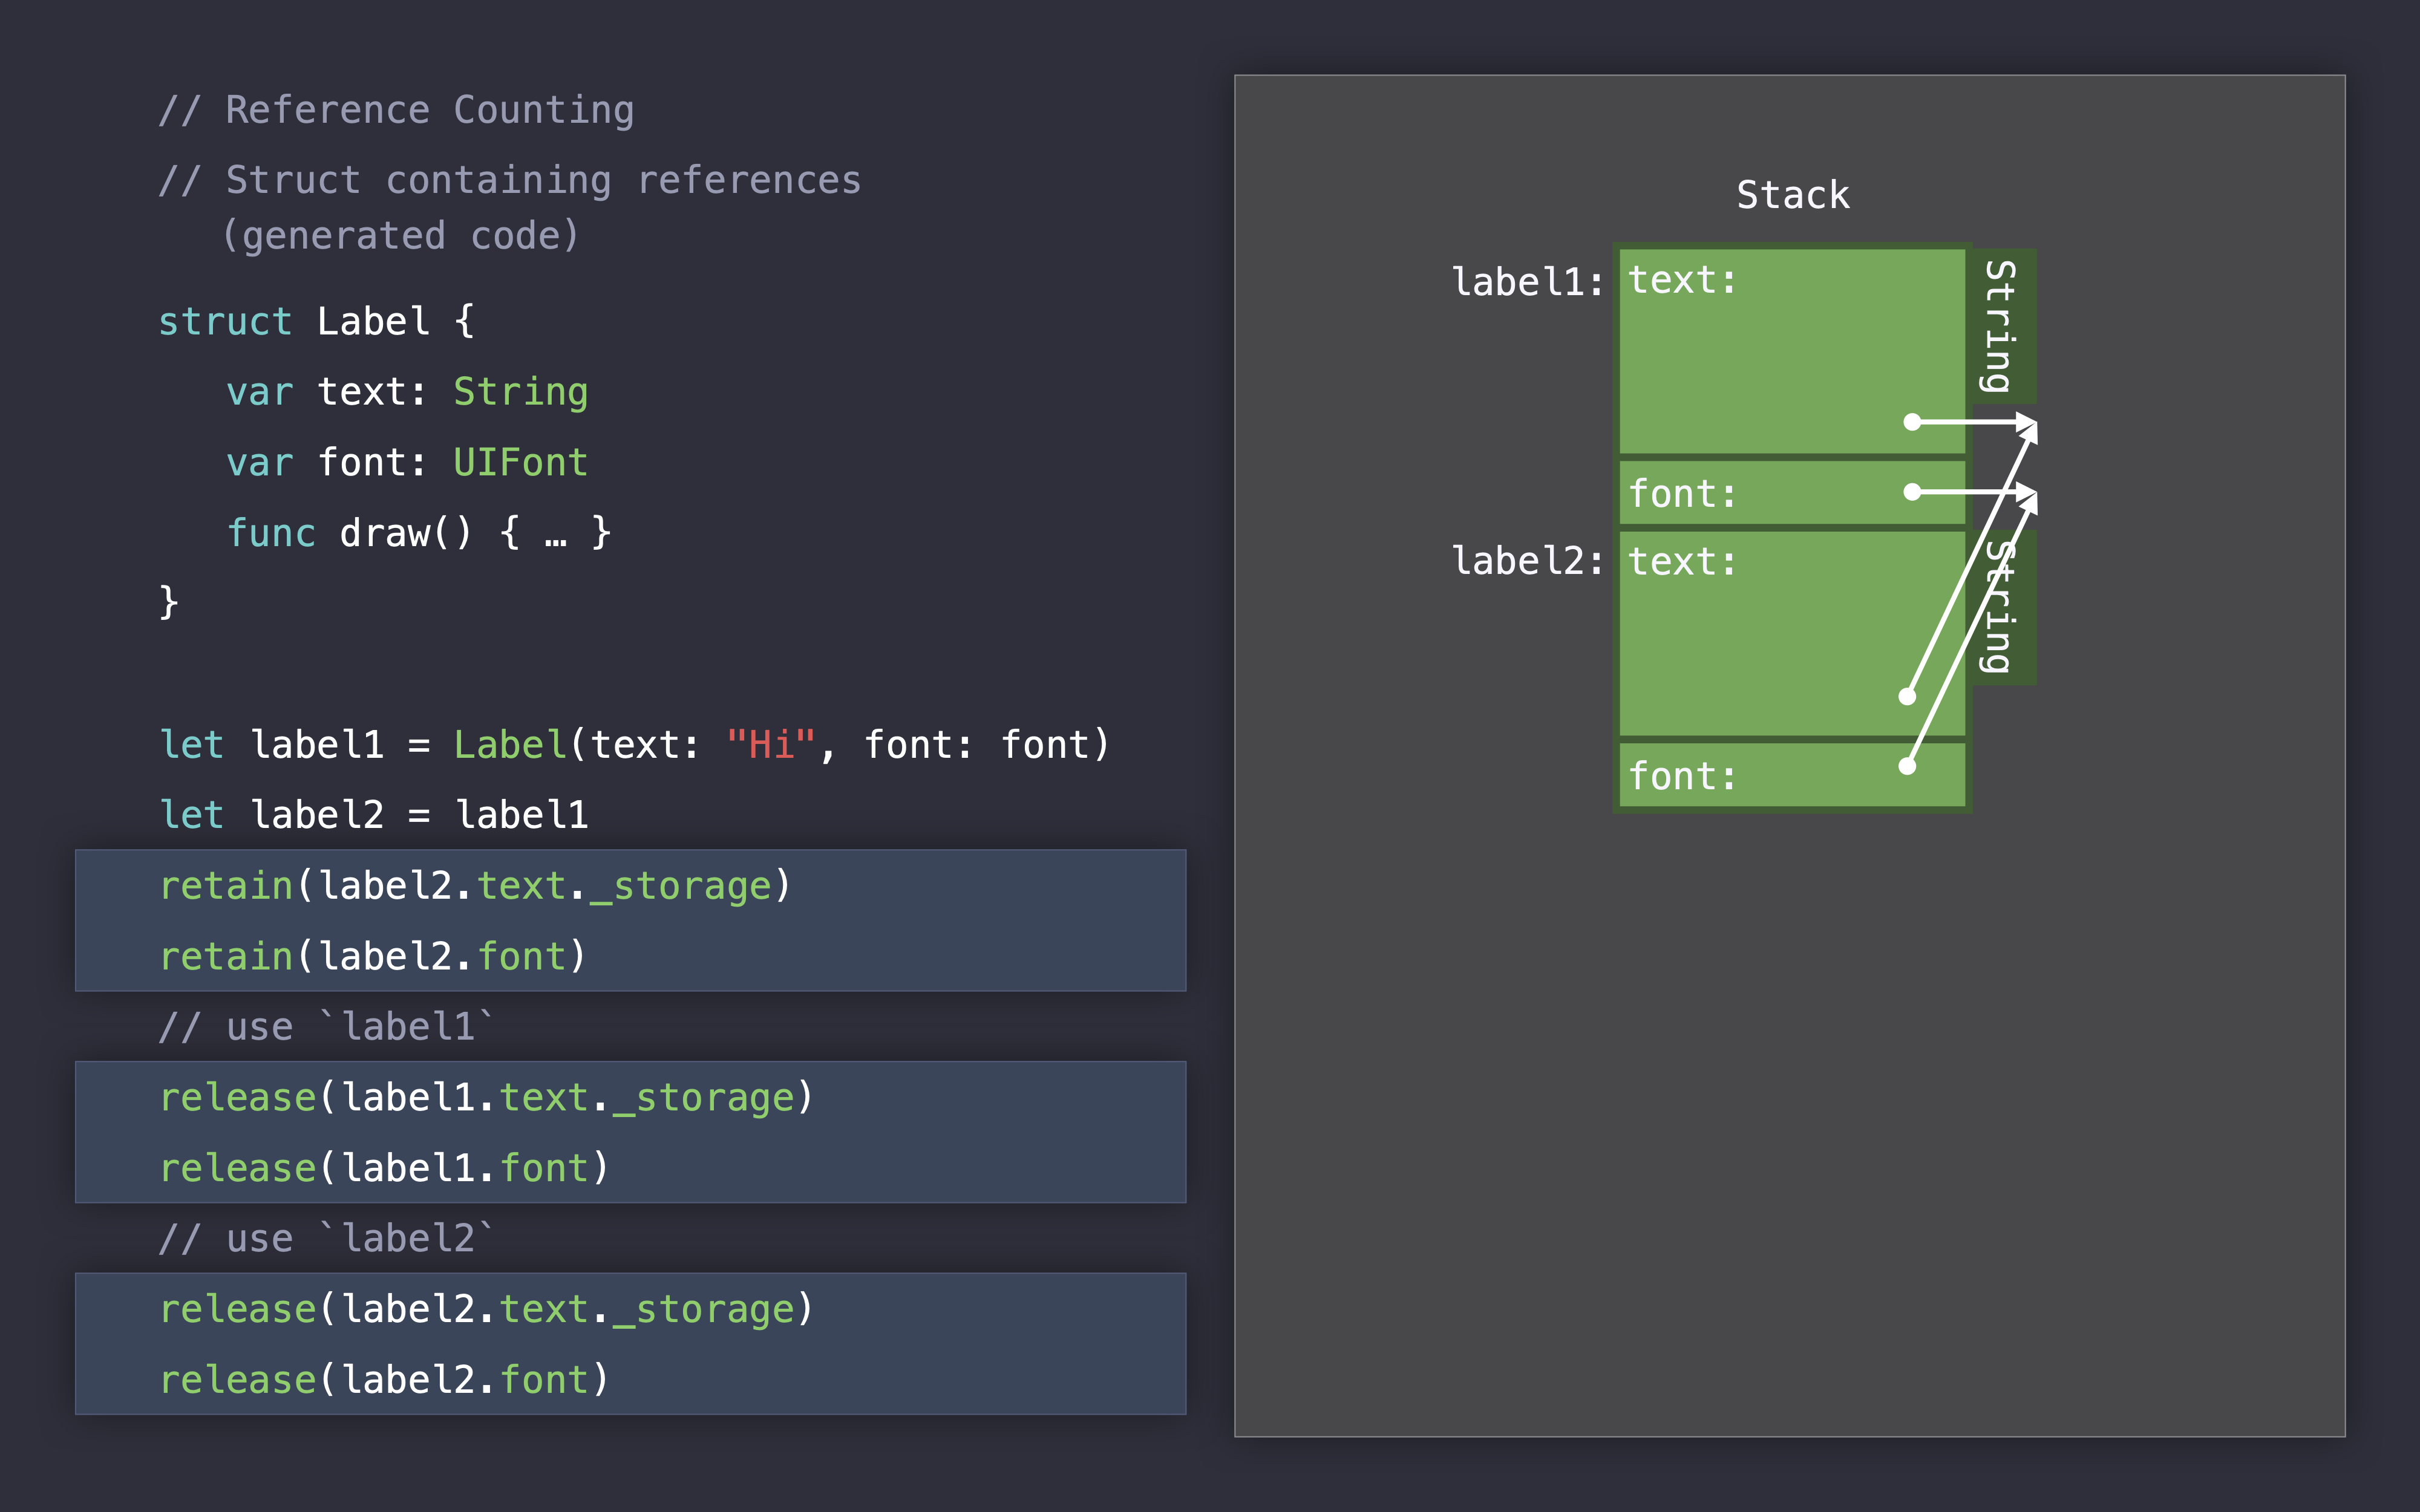 // Reference Counting
// Struct containing references
(generated code)
struct Label {
var text: String
var font: UIFont
func draw() { … }
}
let label1 = Label(text: "Hi", font: font)
let label2 = label1
retain(label2.text._storage)
retain(label2.font)
// use `label1`
release(label1.text._storage)
release(label1.font)
// use `label2`
release(label2.text._storage)
release(label2.font)
Stack
label1:
text:
String
font:
label2:
text:
String
font: